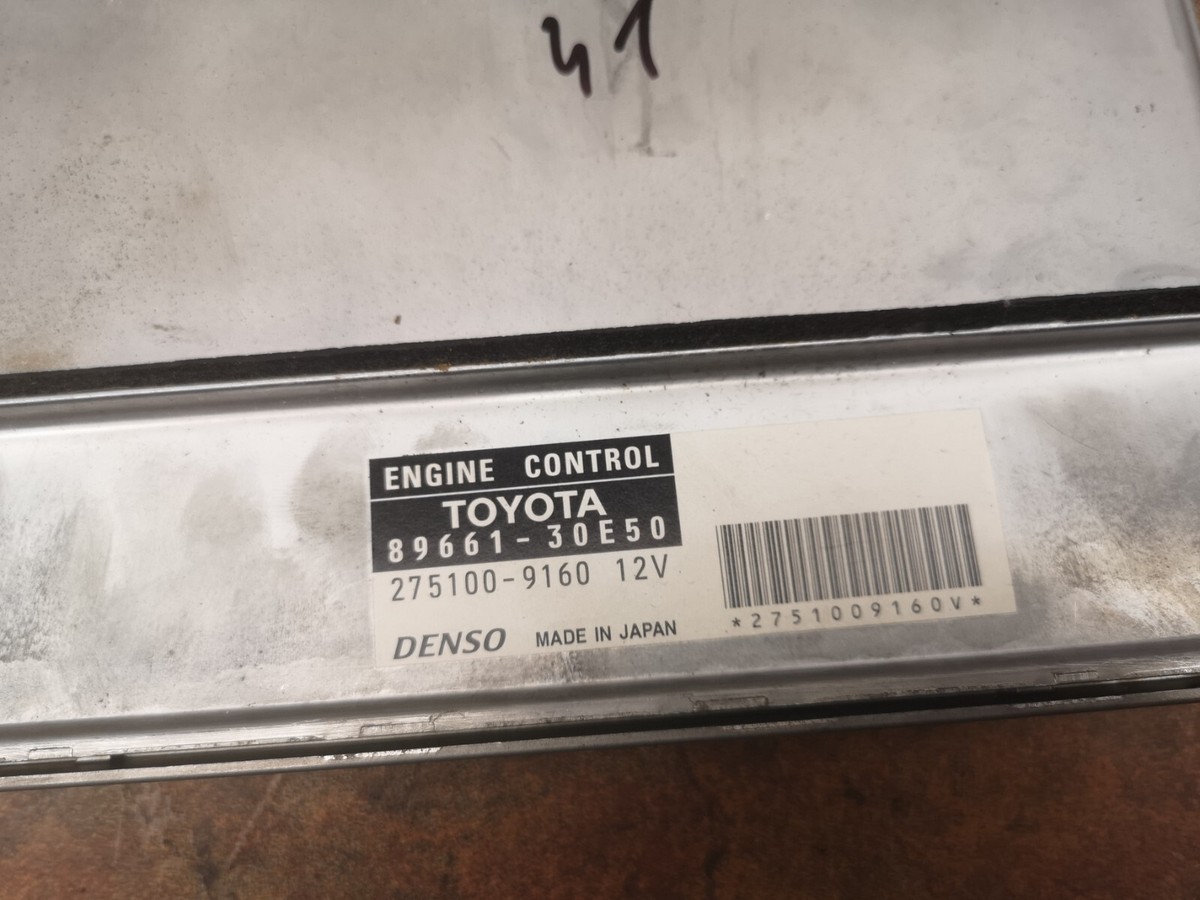 41
ENGINE CONTROL
TOYOTA
89661-30E50
275100-9160 12V
DENSO MADE IN JAPAN
*2751009160V*